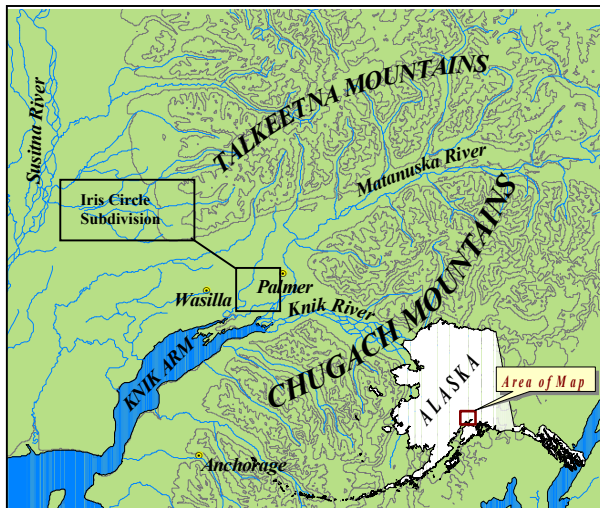 TALKEETNA MOUNTAINS
Susitna River
Matanuska River
Iris Circle
Subdivision
Palmer
Wasilla
Knik River
CHUGACH MOUNTAINS
KNIK ARM
ALASKA
Area of Map
Anchorage